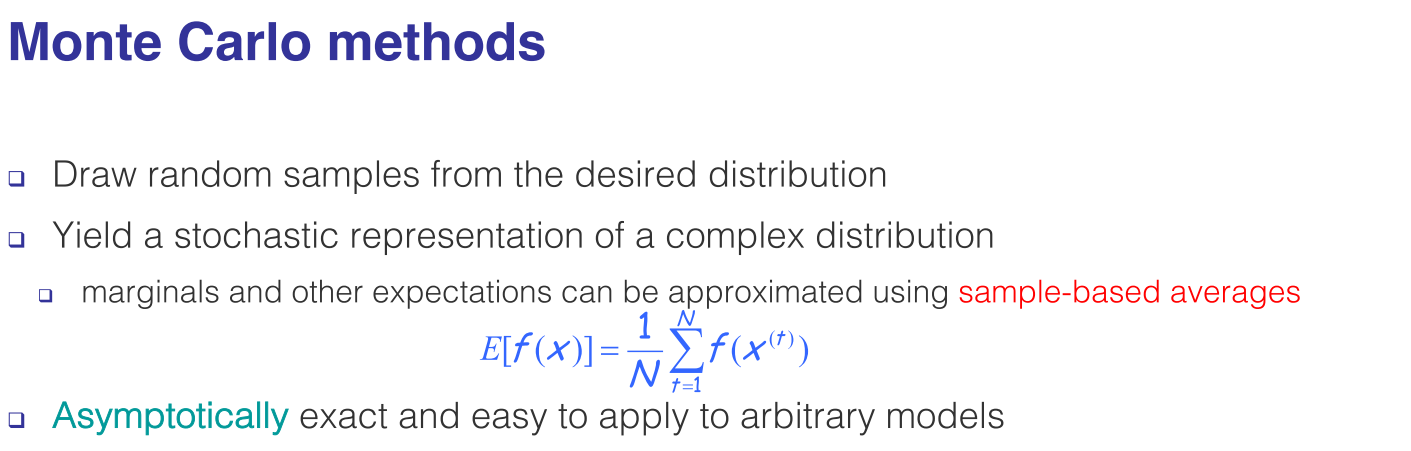 Monte Carlo methods
❑ Draw random samples from the desired distribution
❑ Yield a stochastic representation of a complex distribution
❑ marginals and other expectations can be approximated using sample-based averages
E[f(x)] = \frac{1}{N} \sum_{t=1}^{N} f(x^{(t)})
❑ Asymptotically exact and easy to apply to arbitrary models